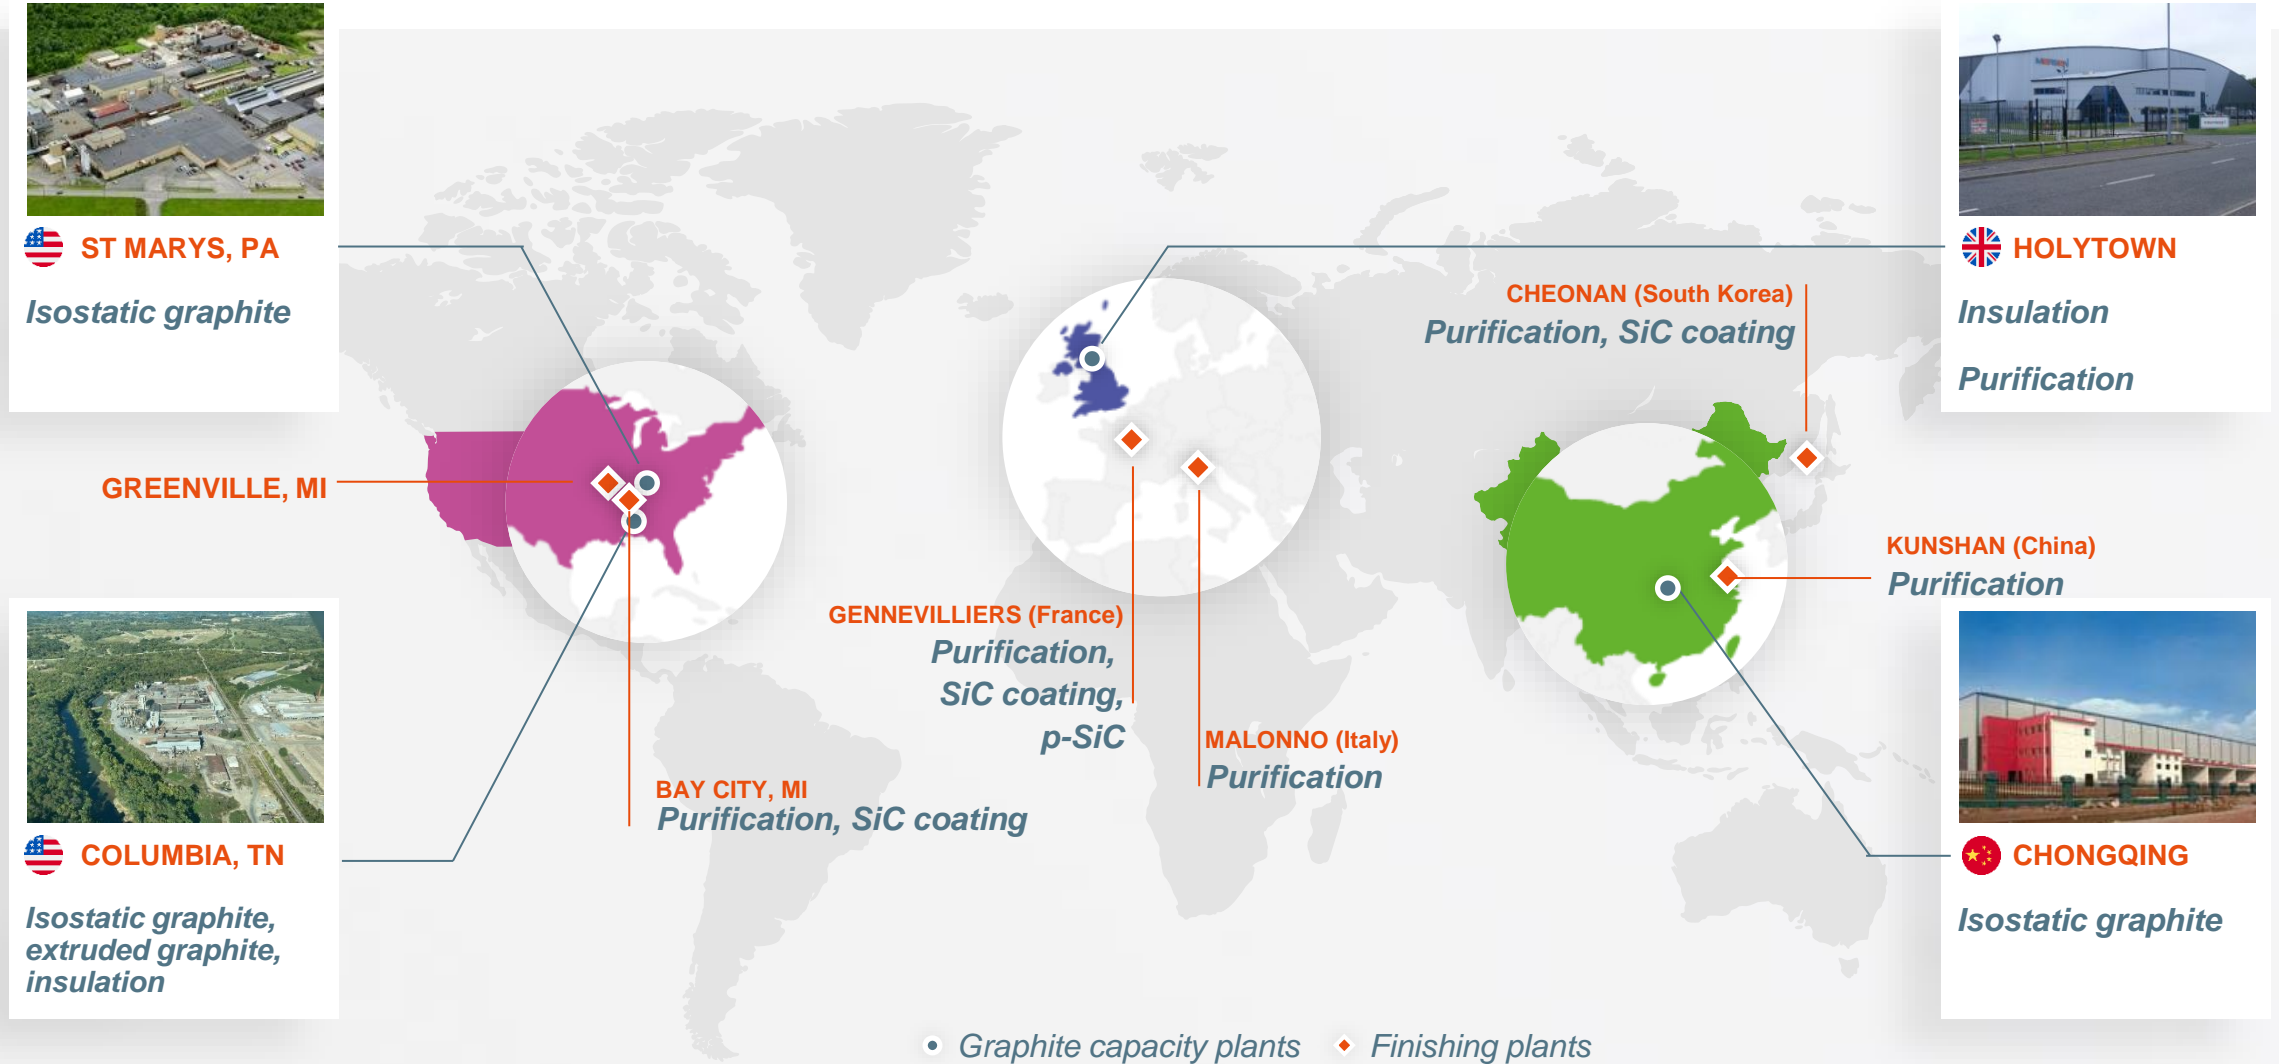 ST MARYS, PA
Isostatic graphite
GREENVILLE, MI
COLUMBIA, TN
Isostatic graphite,
extruded graphite,
insulation
BAY CITY, MI
Purification, SiC coating
GENNEVILLIERS (France)
Purification,
SiC coating,
p-SiC
MALONNO (Italy)
Purification
CHEONAN (South Korea)
Purification, SiC coating
HOLYTOWN
Insulation
Purification
KUNSHAN (China)
Purification
CHONGQING
Isostatic graphite
Graphite capacity plants
Finishing plants